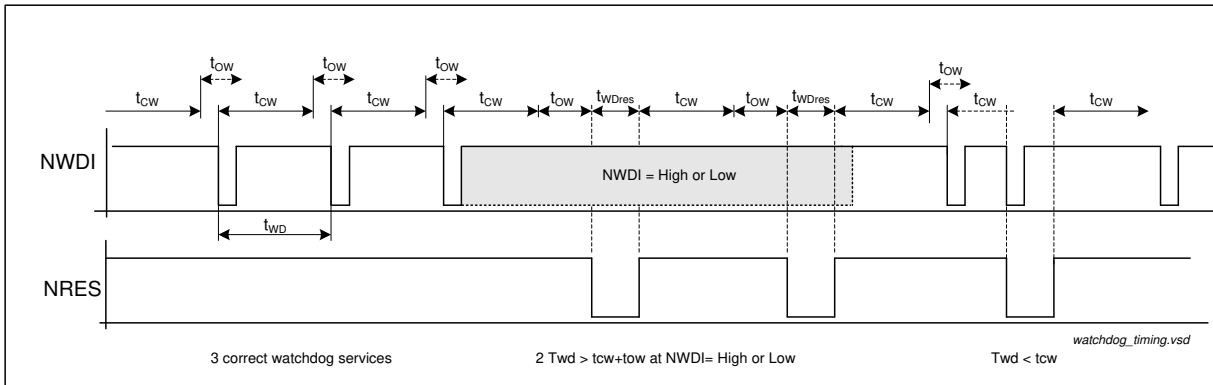 tOW tOW tOW tOW
tCW tCW tCW tCW tOW tWDres tCW tOW tWDres tCW tCW tCW
NWDI
NWDI = High or Low
tWD
NRES
watchdog_timing.vsd
3 correct watchdog services 2 Twd > tcw+tow at NWDI= High or Low Twd < tcw